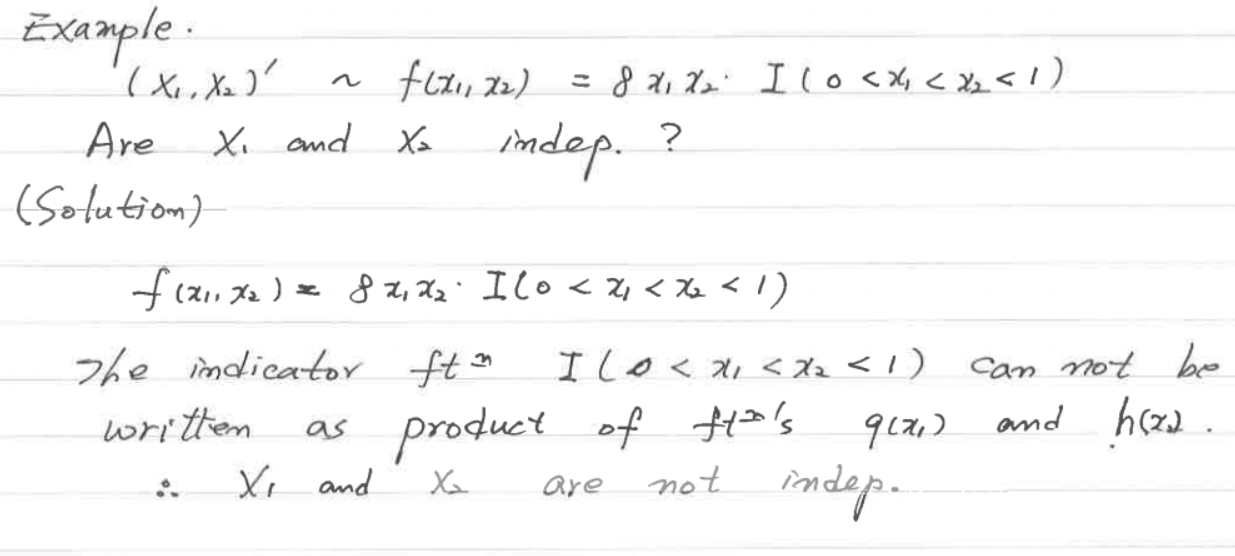 Example.
(X₁, X₂)′ ~ f(x₁, x₂) = 8 x₁ x₂ · I(0 < x₁ < x₂ < 1)
Are X₁ and X₂ indep. ?
(Solution)
f(x₁, x₂) = 8 x₁ x₂ · I(0 < x₁ < x₂ < 1)
The indicator ftⁿ I(0 < x₁ < x₂ < 1) can not be
written as product of ftⁿ's g(x₁) and h(x₂).
∴ X₁ and X₂ are not indep.